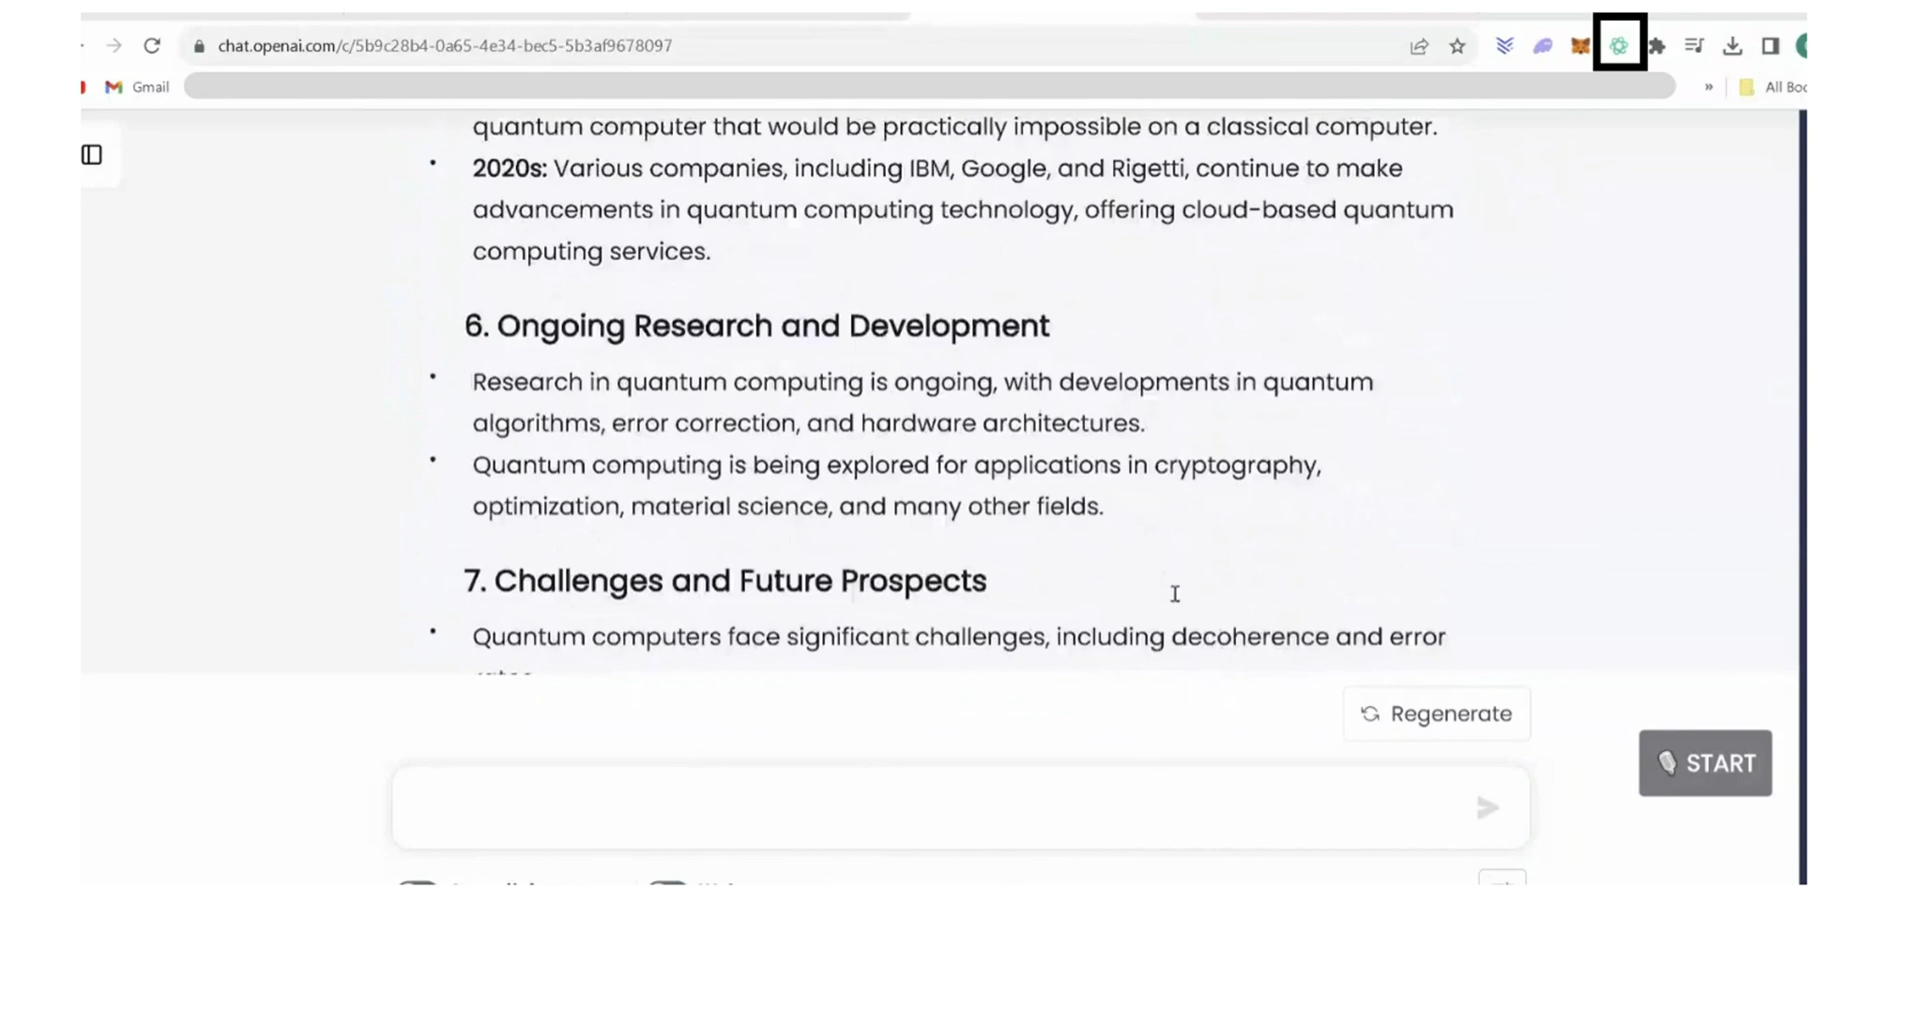 chat.openai.com/c/5b9c28b4-0a65-4e34-bec5-5b3af9678097
Gmail
» All Boo
quantum computer that would be practically impossible on a classical computer.
• 2020s: Various companies, including IBM, Google, and Rigetti, continue to make
advancements in quantum computing technology, offering cloud-based quantum
computing services.
6. Ongoing Research and Development
• Research in quantum computing is ongoing, with developments in quantum
algorithms, error correction, and hardware architectures.
• Quantum computing is being explored for applications in cryptography,
optimization, material science, and many other fields.
7. Challenges and Future Prospects
• Quantum computers face significant challenges, including decoherence and error
Regenerate
START